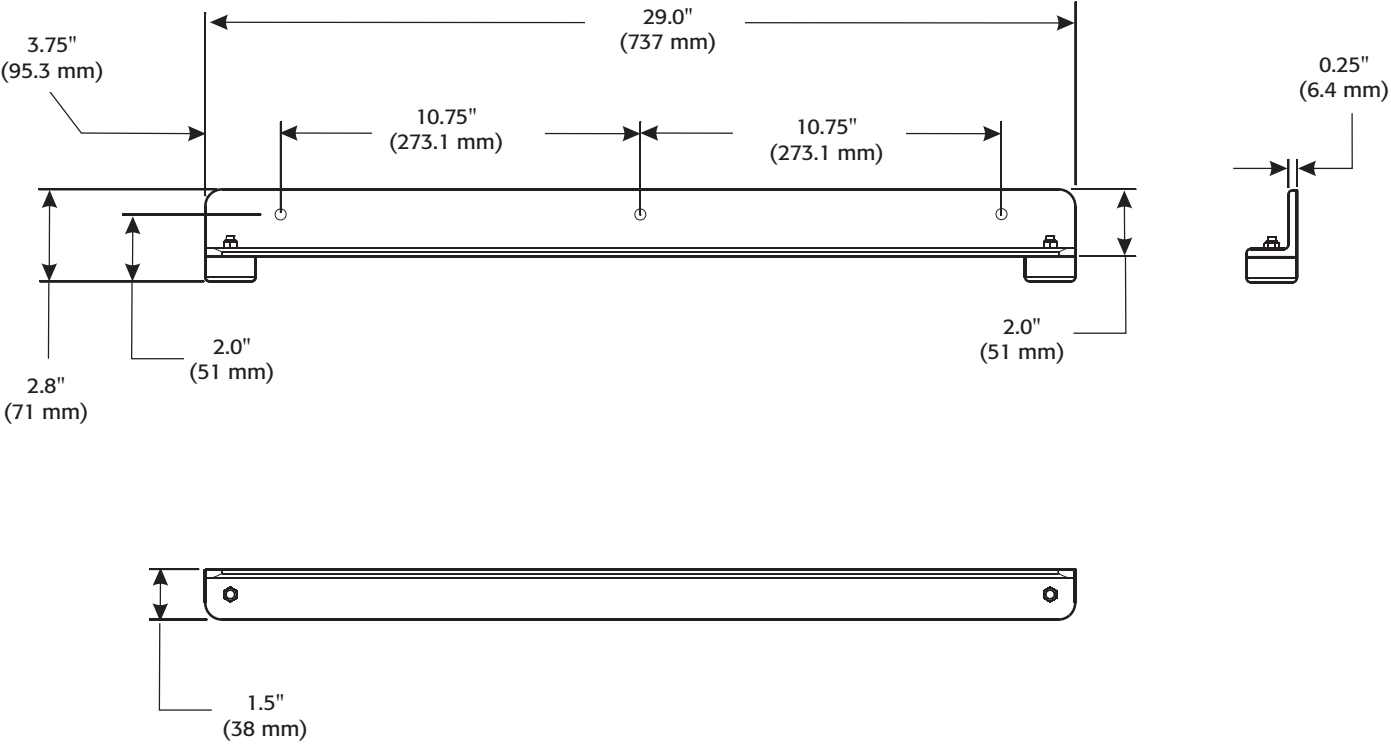 29.0"
(737 mm)
3.75"
(95.3 mm)
0.25"
(6.4 mm)
10.75"
(273.1 mm)
10.75"
(273.1 mm)
2.0"
(51 mm)
2.0"
(51 mm)
2.8"
(71 mm)
1.5"
(38 mm)